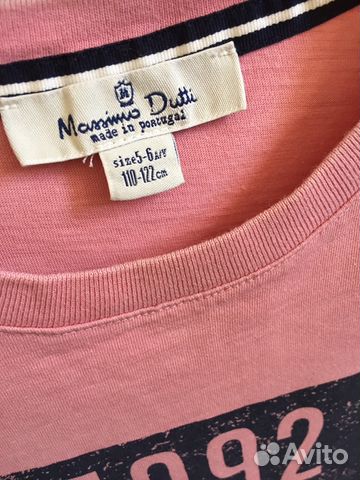 Massimo Dutti
made in portugal
size5-6A/Y
110-122cm
992
Avito